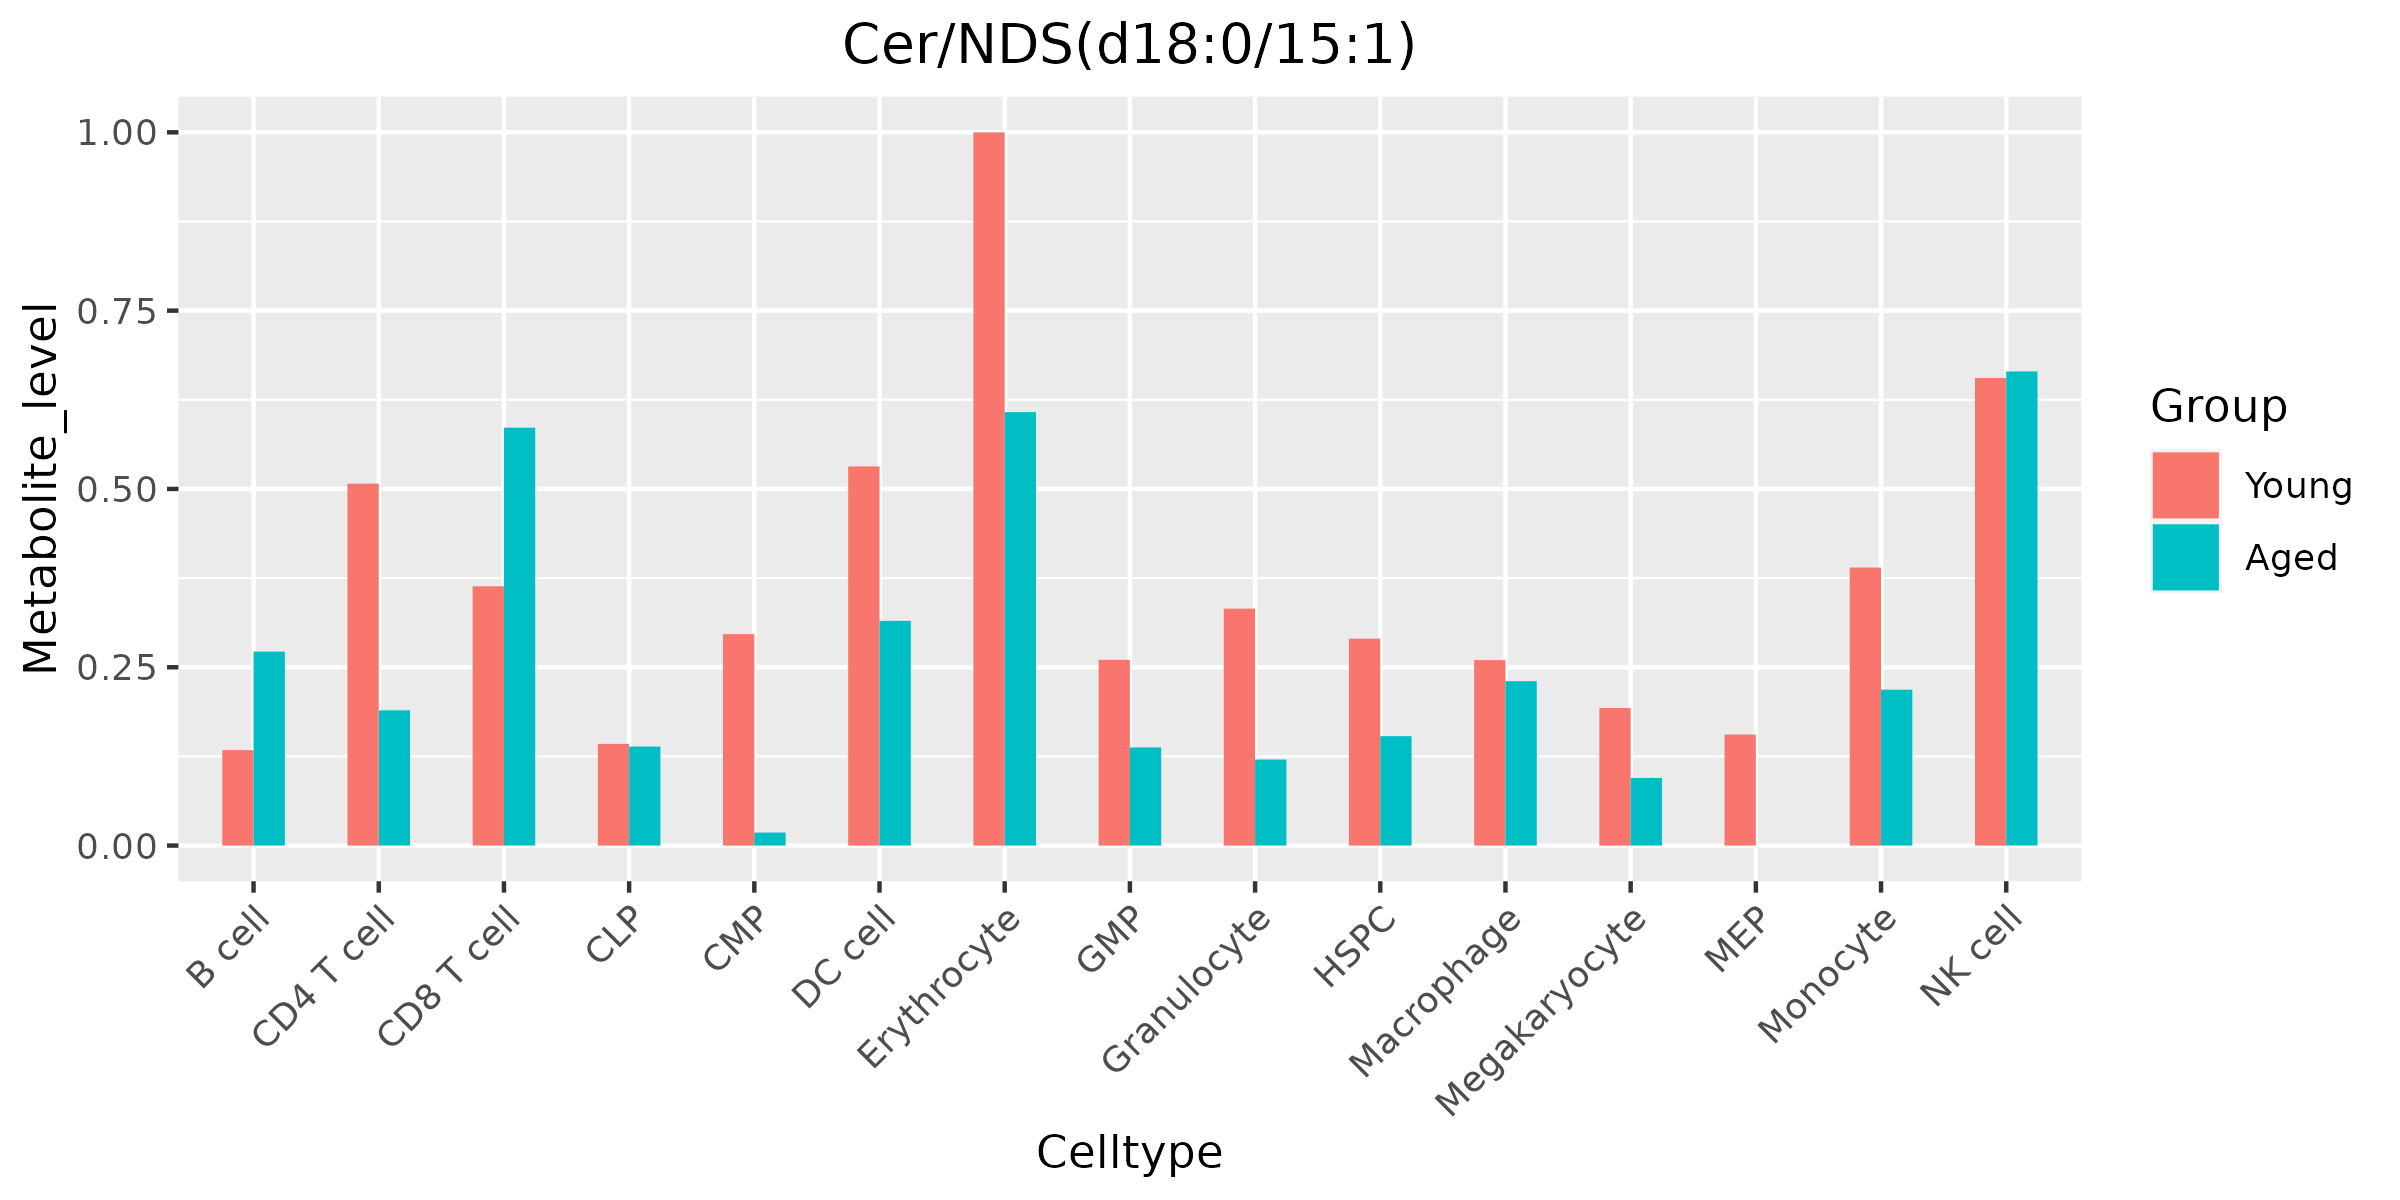 Cer/NDS(d18:0/15:1)
Metabolite_level
1.00
0.75
0.50
0.25
0.00
B cell
CD4 T cell
CD8 T cell
CLP
CMP
DC cell
Erythrocyte
GMP
Granulocyte
HSPC
Macrophage
Megakaryocyte
MEP
Monocyte
NK cell
Celltype
Group
Young
Aged